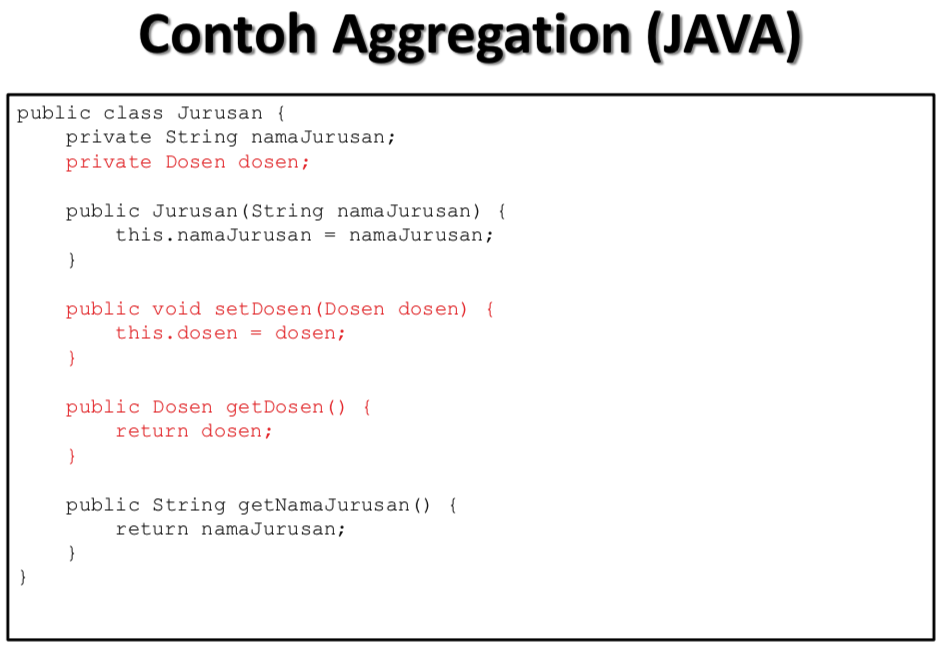 Contoh Aggregation (JAVA)
public class Jurusan {
private String namaJurusan;
private Dosen dosen;
public Jurusan(String namaJurusan) {
this.namaJurusan = namaJurusan;
}
public void setDosen(Dosen dosen) {
this.dosen = dosen;
}
public Dosen getDosen() {
return dosen;
}
public String getNamaJurusan() {
return namaJurusan;
}
}